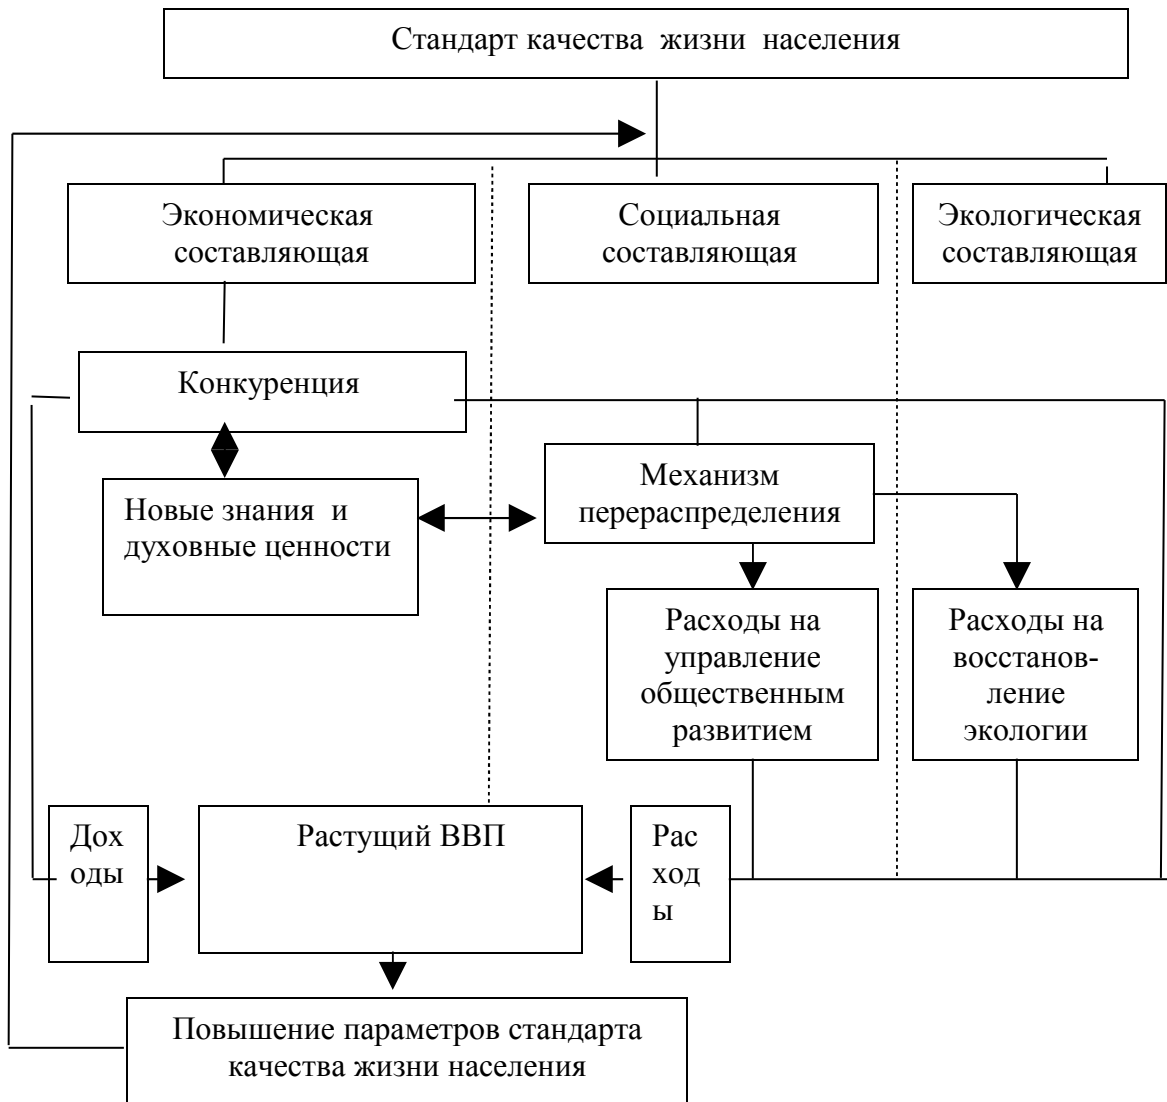 Стандарт качества жизни населения
Экономическая
составляющая
Социальная
составляющая
Экологическая
составляющая
Конкуренция
Механизм
перераспределения
Новые знания и
духовные ценности
Расходы на
управление
общественным
развитием
Расходы на
восстанов-
ление
экологии
Дох
оды
Растущий ВВП
Рас
ход
ы
Повышение параметров стандарта
качества жизни населения